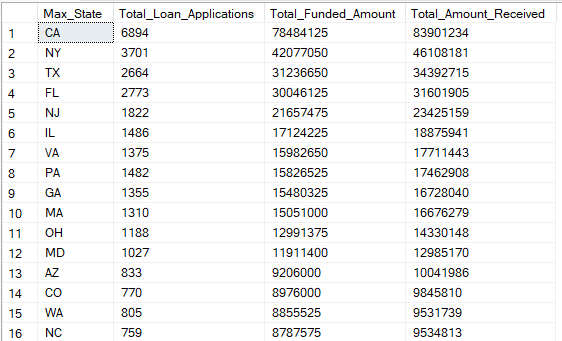 Max_State Total_Loan_Applications Total_Funded_Amount Total_Amount_Received
1 CA 6894 78484125 83901234
2 NY 3701 42077050 46108181
3 TX 2664 31236650 34392715
4 FL 2773 30046125 31601905
5 NJ 1822 21657475 23425159
6 IL 1486 17124225 18875941
7 VA 1375 15982650 17711443
8 PA 1482 15826525 17462908
9 GA 1355 15480325 16728040
10 MA 1310 15051000 16676279
11 OH 1188 12991375 14330148
12 MD 1027 11911400 12985170
13 AZ 833 9206000 10041986
14 CO 770 8976000 9845810
15 WA 805 8855525 9531739
16 NC 759 8787575 9534813